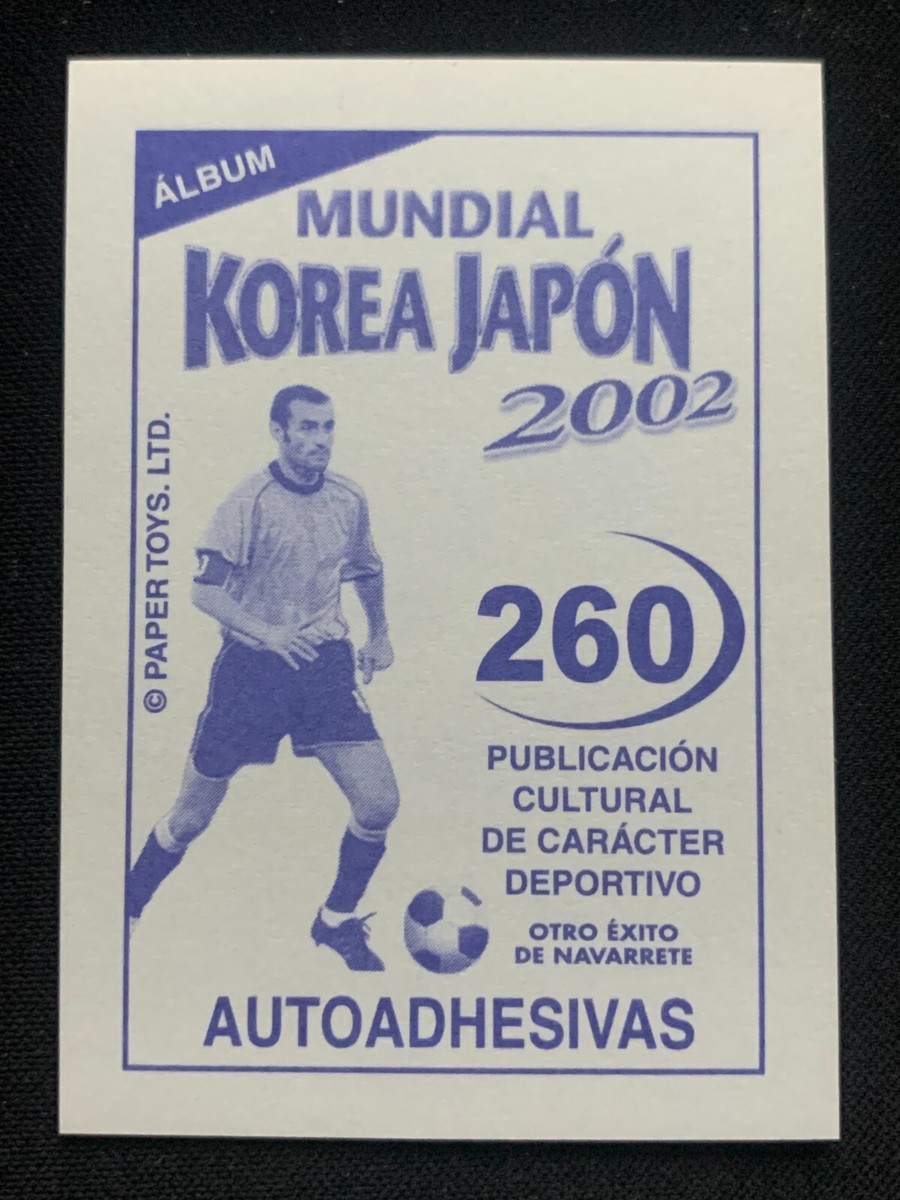 ÁLBUM
MUNDIAL
KOREA JAPÓN
2002
© PAPER TOYS. LTD.
260
PUBLICACIÓN
CULTURAL
DE CARÁCTER
DEPORTIVO
OTRO ÉXITO
DE NAVARRETE
AUTOADHESIVAS